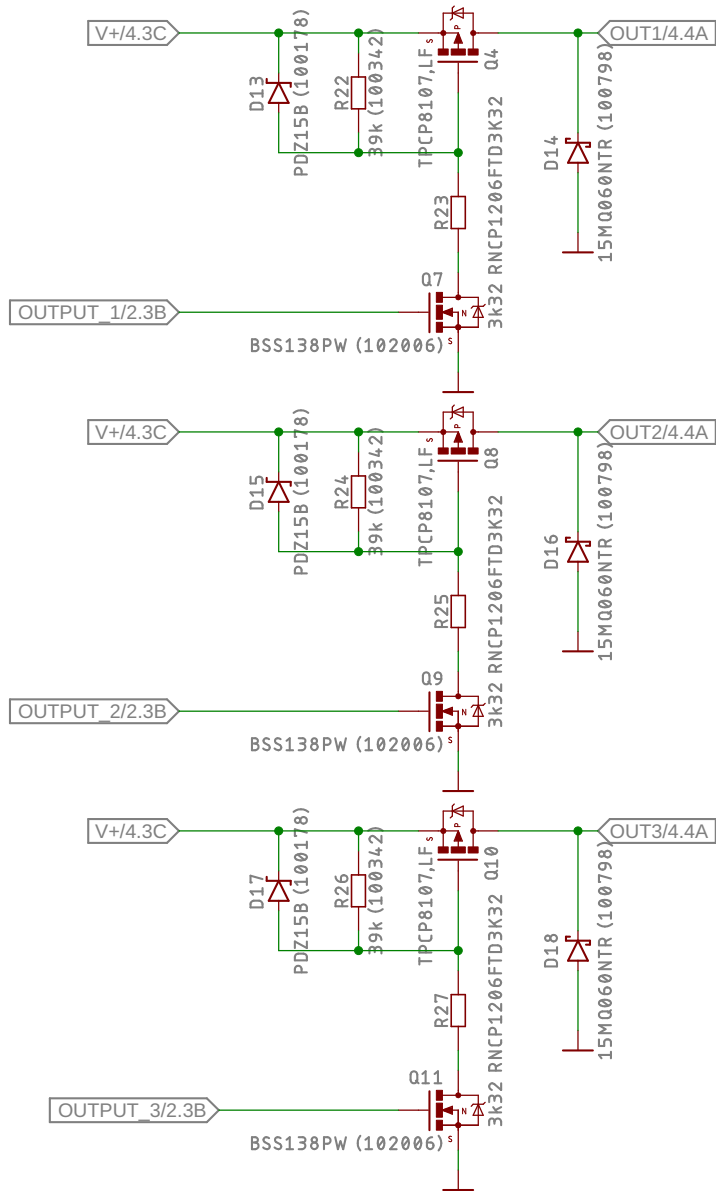 V+/4.3C
D13
PDZ15B (100178)
R22
39k (100342)
TPCP8107,LF
S
P
Q4
OUT1/4.4A
D14
15MQ060NTR (100798)
R23
3k32 RNCP1206FTD3K32
Q7
OUTPUT_1/2.3B
N
S
BSS138PW (102006)
V+/4.3C
D15
PDZ15B (100178)
R24
39k (100342)
TPCP8107,LF
S
P
Q8
OUT2/4.4A
D16
15MQ060NTR (100798)
R25
3k32 RNCP1206FTD3K32
Q9
OUTPUT_2/2.3B
N
S
BSS138PW (102006)
V+/4.3C
D17
PDZ15B (100178)
R26
39k (100342)
TPCP8107,LF
S
P
Q10
OUT3/4.4A
D18
15MQ060NTR (100798)
R27
3k32 RNCP1206FTD3K32
Q11
OUTPUT_3/2.3B
N
S
BSS138PW (102006)